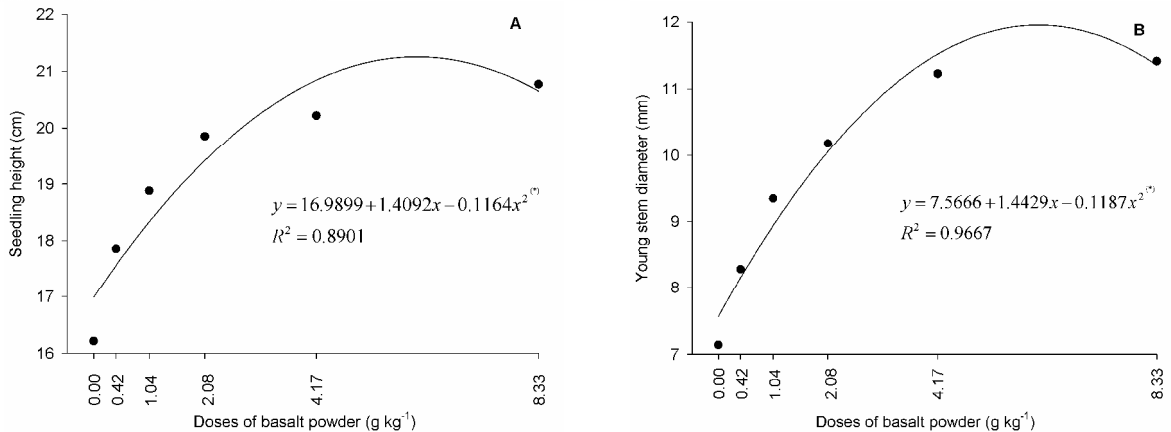 A
Seedling height (cm)
22
21
20
19
18
17
16
y = 16.9899 + 1.4092x − 0.1164x² (*)
R² = 0.8901
0.00
0.42
1.04
2.08
4.17
8.33
Doses of basalt powder (g kg⁻¹)
B
Young stem diameter (mm)
12
11
10
9
8
7
y = 7.5666 + 1.4429x − 0.1187x² (*)
R² = 0.9667
0.00
0.42
1.04
2.08
4.17
8.33
Doses of basalt powder (g kg⁻¹)